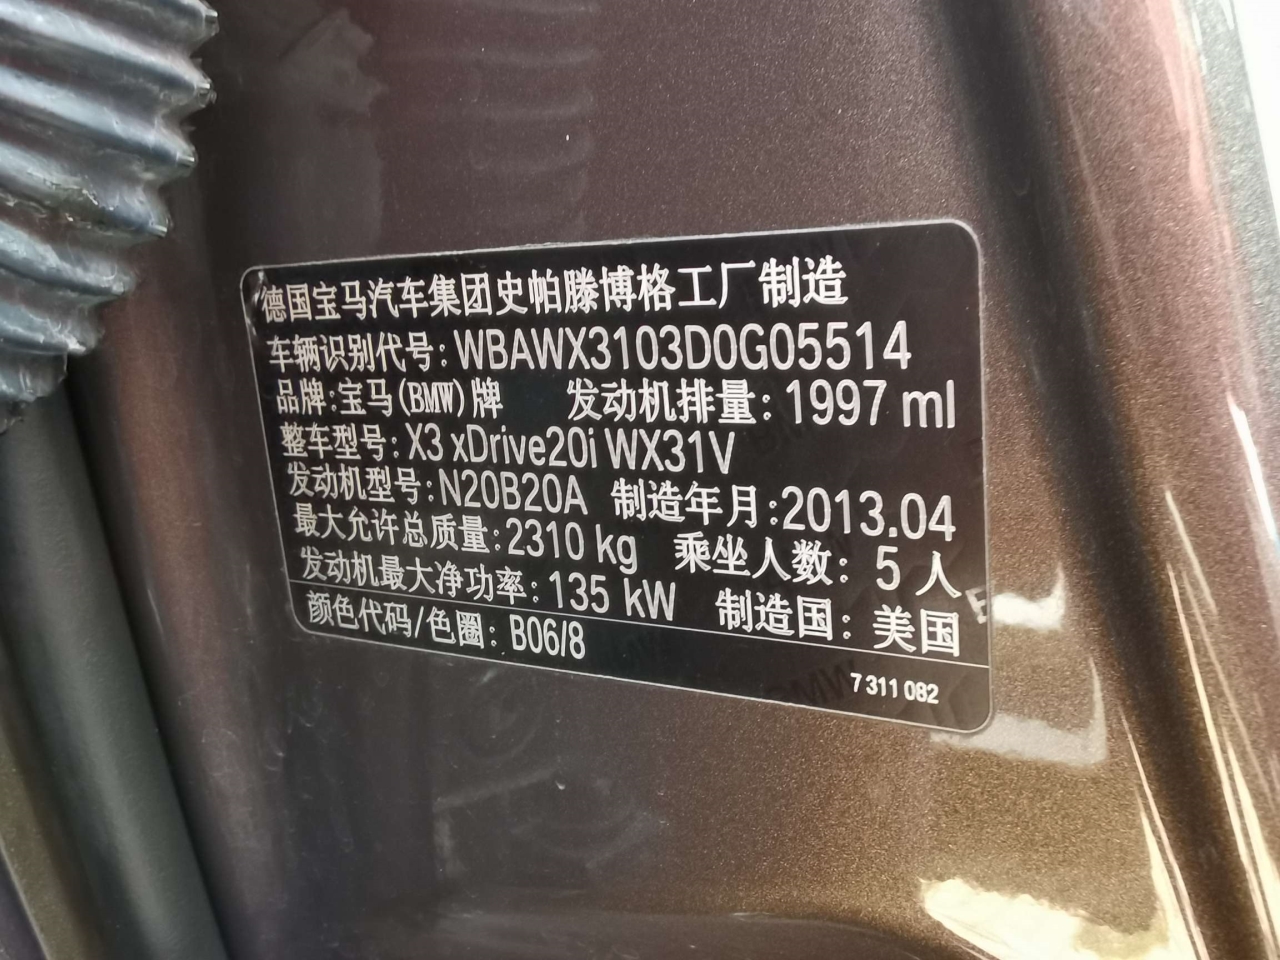 德国宝马汽车集团史帕滕博格工厂制造
车辆识别代号: WBAWX3103D0G05514
品牌:宝马(BMW)牌 发动机排量: 1997 ml
整车型号: X3 xDrive20i WX31V
发动机型号: N20B20A 制造年月:2013.04
最大允许总质量: 2310 kg 乘坐人数: 5 人
发动机最大净功率: 135 kW 制造国: 美国
颜色代码/色圈: B06/8
7 311 082